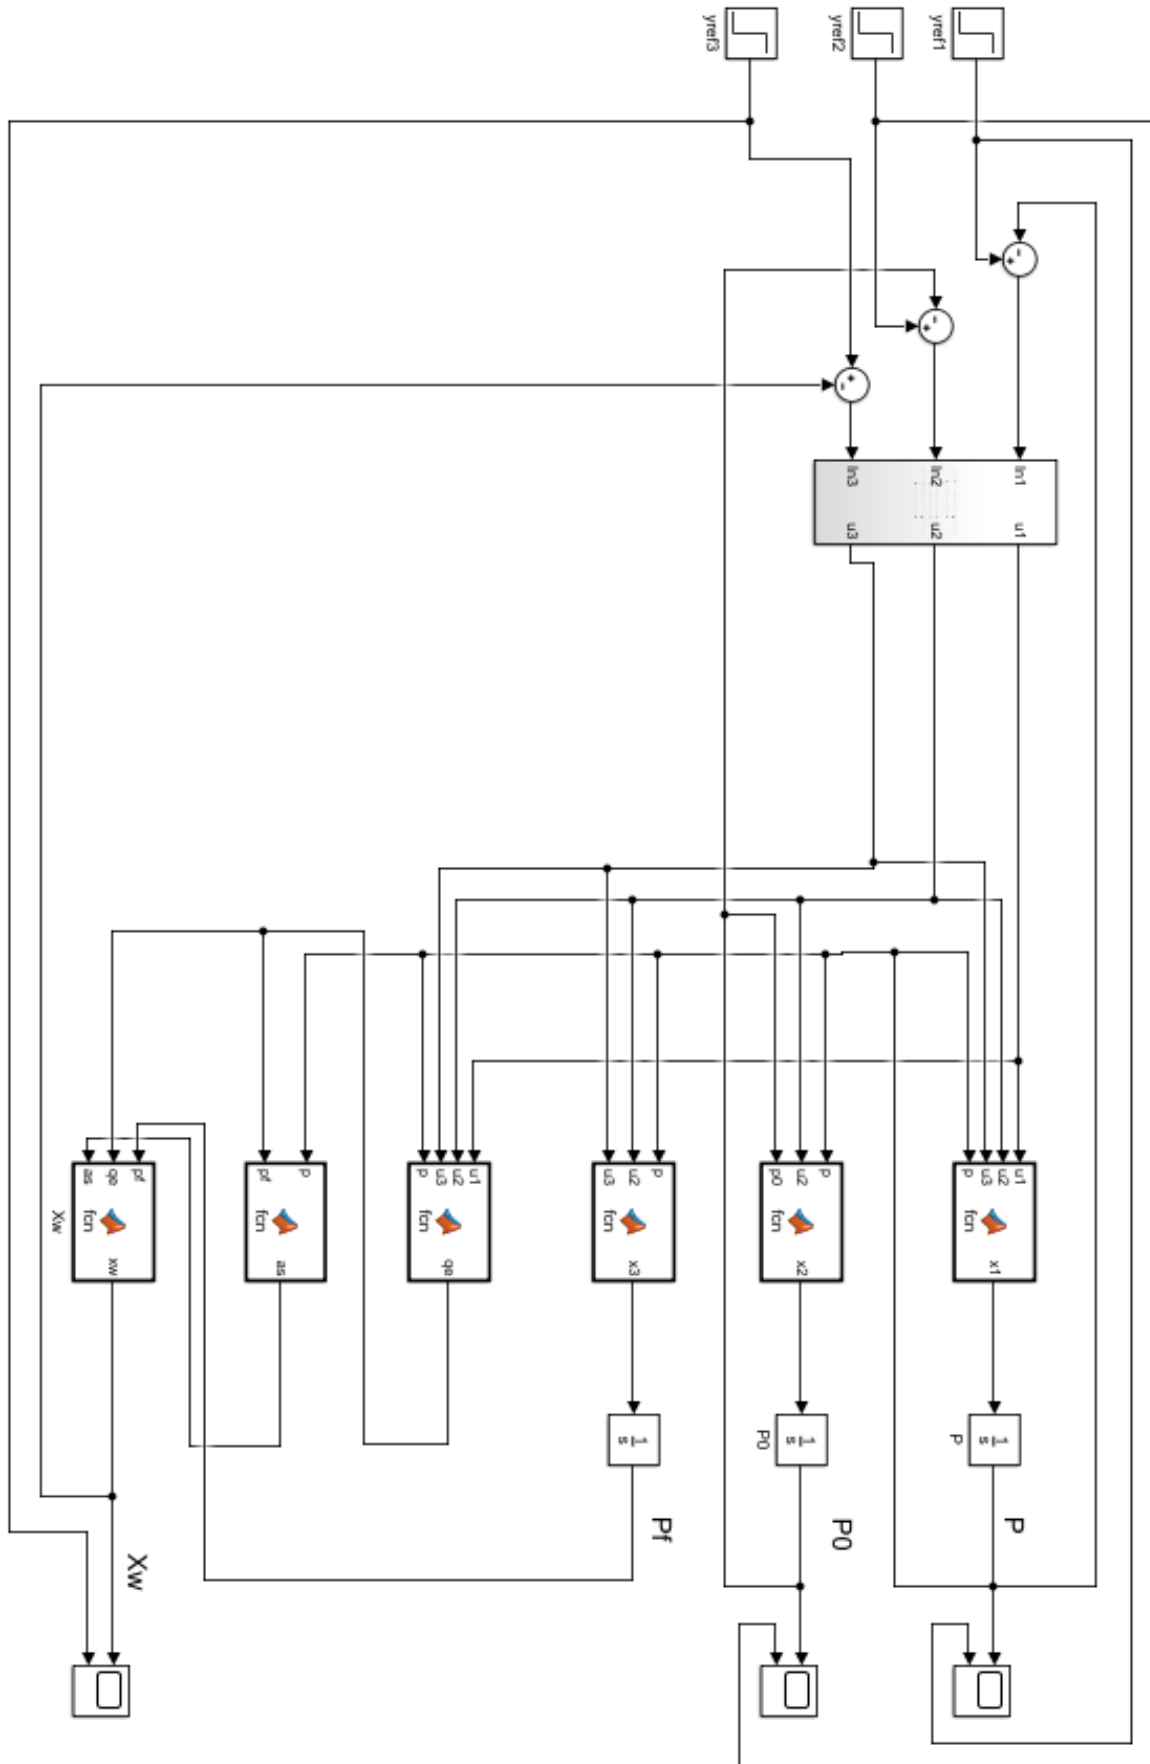 yref1
yref2
yref3
-
+
-
+
+
-
In1
u1
In2
u2
In3
u3
u1
u2
u3
p
fcn
x1
1
s
P
P
p
u2
p0
fcn
x2
1
s
P0
P0
p
u2
u3
fcn
x3
1
s
Pf
u1
u2
u3
p
fcn
qe
p
pf
fcn
as
pf
qe
as
fcn
xw
Xw
Xw